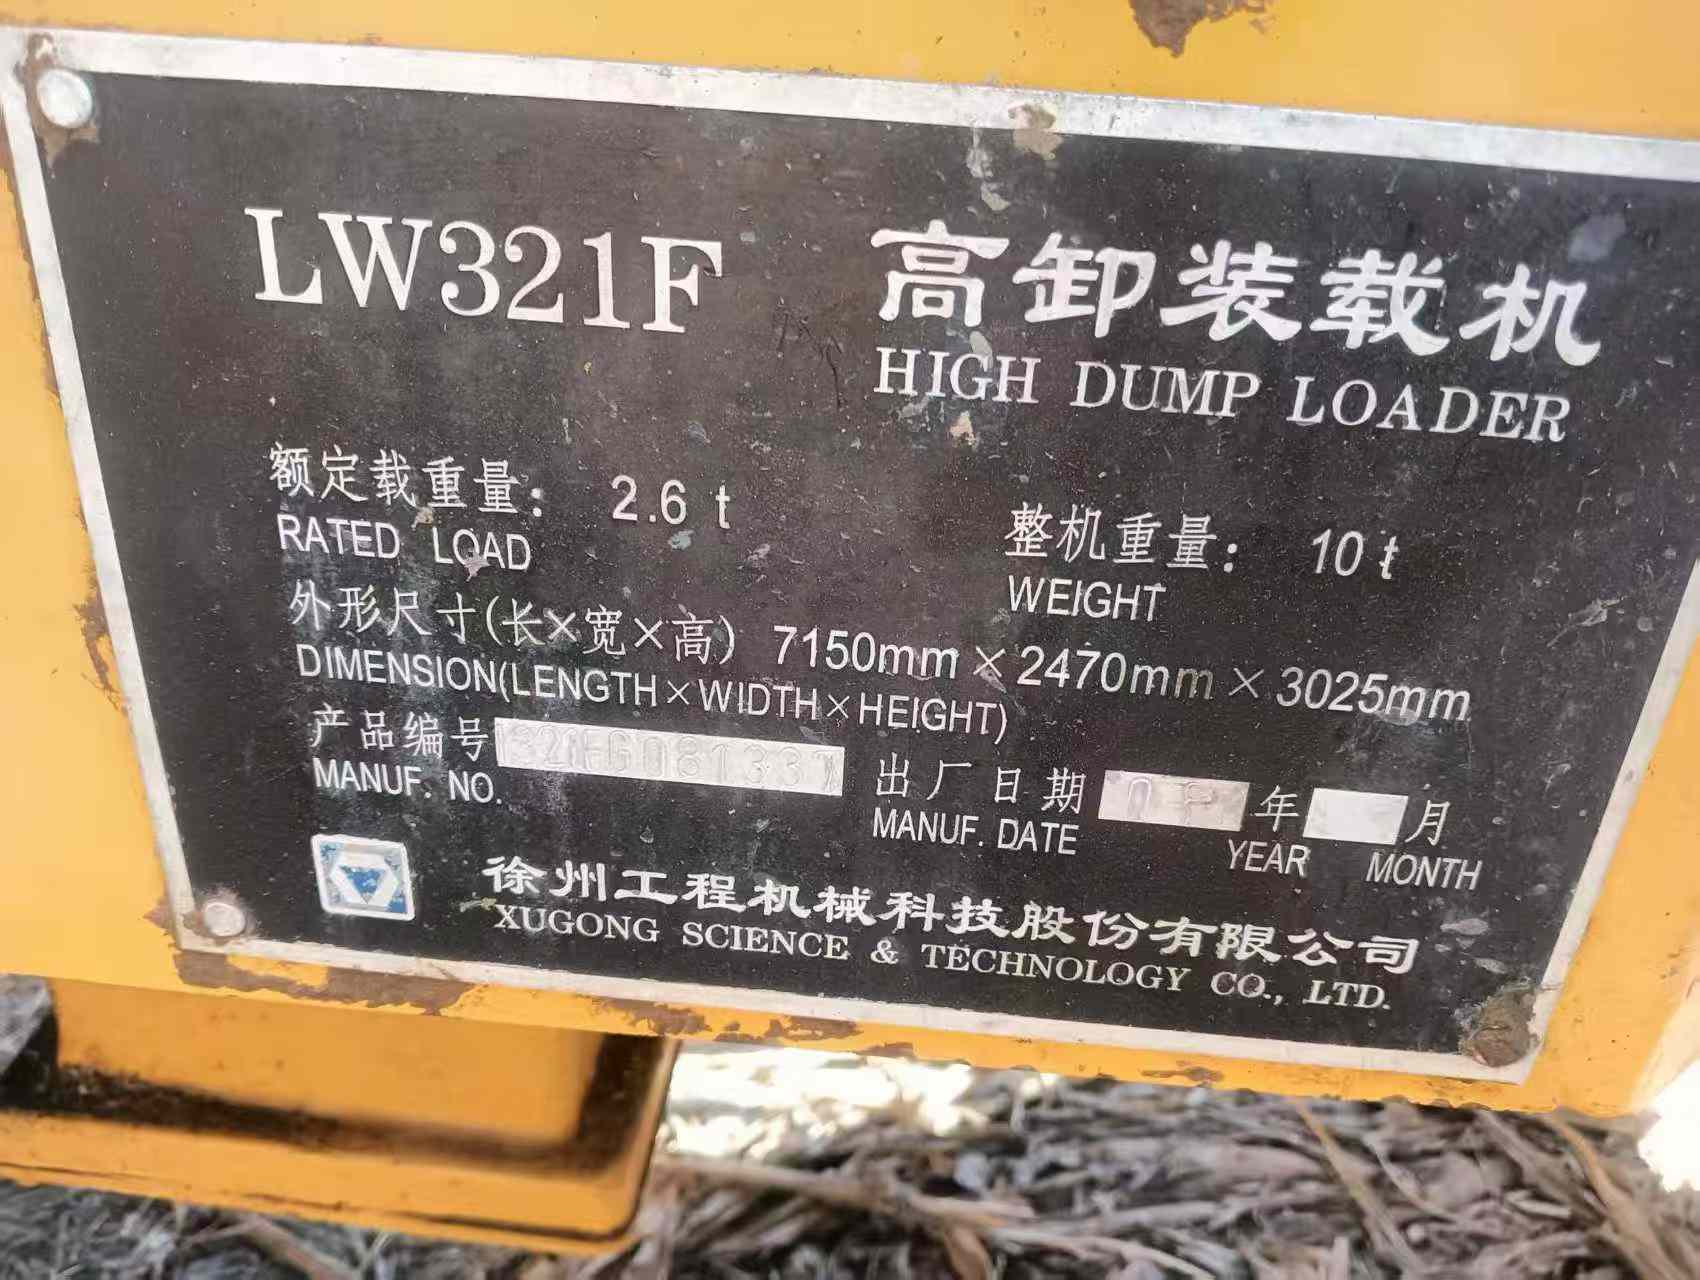 LW321F 高卸装载机
HIGH DUMP LOADER
额定载重量: 2.6 t 整机重量: 10 t
RATED LOAD WEIGHT
外形尺寸(长×宽×高) 7150mm×2470mm×3025mm
DIMENSION(LENGTH×WIDTH×HEIGHT)
产品编号 出厂日期 年 月
MANUF. NO. MANUF. DATE YEAR MONTH
徐州工程机械科技股份有限公司
XUGONG SCIENCE & TECHNOLOGY CO., LTD.